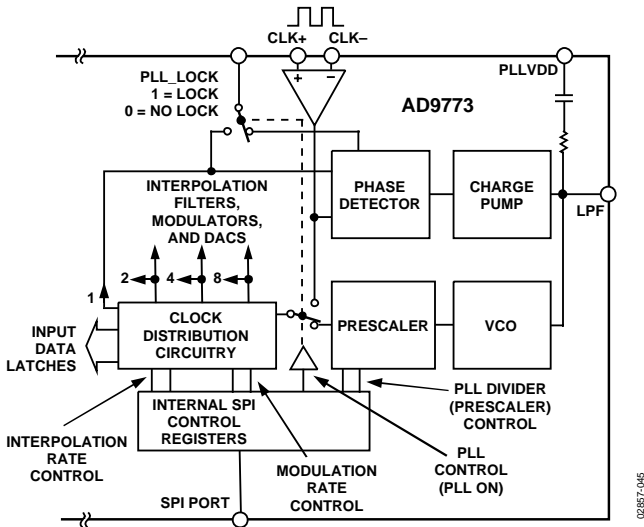 CLK+ CLK–
PLLVDD
PLL_LOCK
1 = LOCK
0 = NO LOCK
+ –
AD9773
INTERPOLATION
FILTERS,
MODULATORS,
AND DACS
PHASE
DETECTOR
CHARGE
PUMP
LPF
2 4 8
1
CLOCK
DISTRIBUTION
CIRCUITRY
PRESCALER
VCO
INPUT
DATA
LATCHES
INTERNAL SPI
CONTROL
REGISTERS
PLL DIVIDER
(PRESCALER)
CONTROL
INTERPOLATION
RATE
CONTROL
MODULATION
RATE
CONTROL
PLL
CONTROL
(PLL ON)
SPI PORT
02857-045